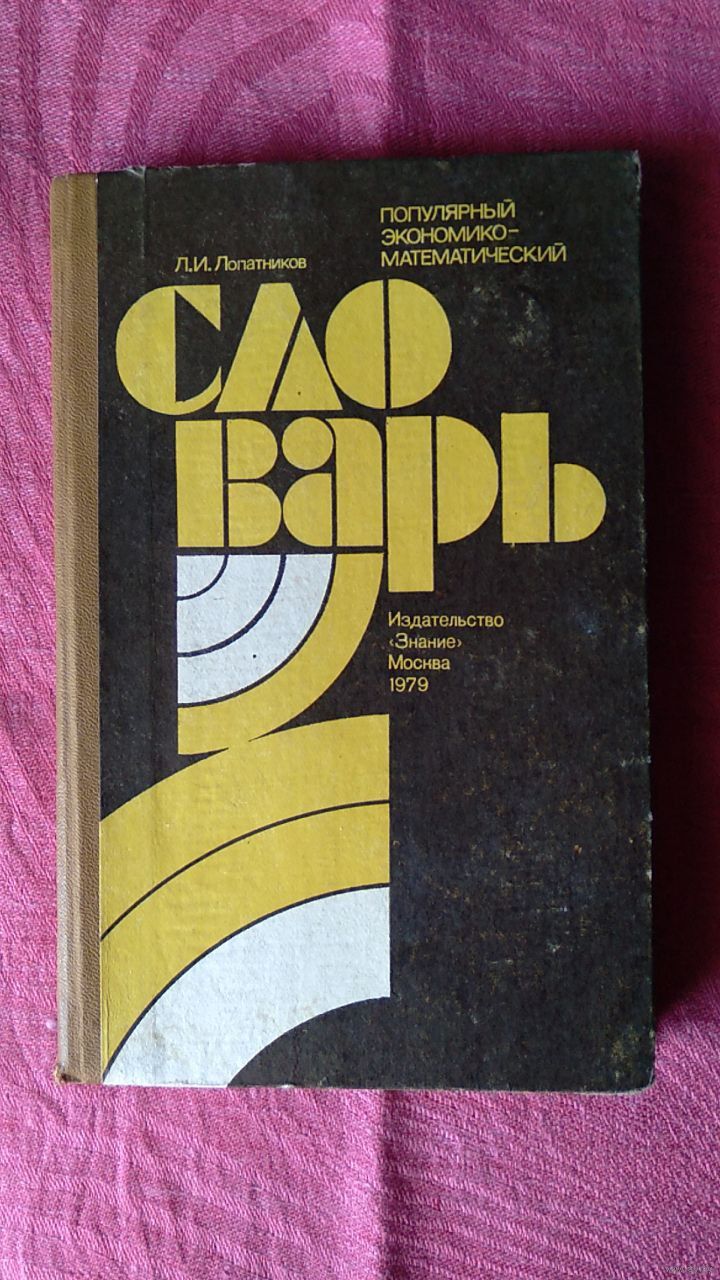 Л.И. Лопатников
ПОПУЛЯРНЫЙ
ЭКОНОМИКО-
МАТЕМАТИЧЕСКИЙ
СЛО
ВАРЬ
Издательство
‹Знание›
Москва
1979